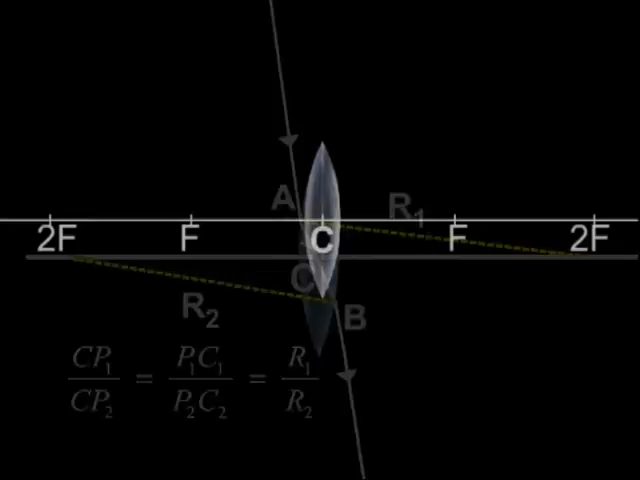 A
R₁
2F F C F 2F
C
R₂
B
CP₁/CP₂ = P₁C₁/P₂C₂ = R₁/R₂